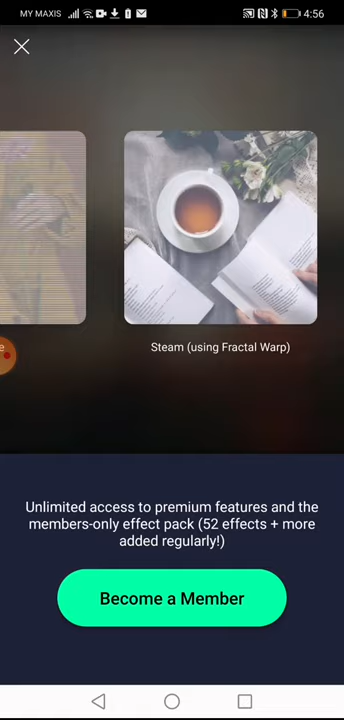 MY MAXIS
4:56
e
Steam (using Fractal Warp)
Unlimited access to premium features and the
members-only effect pack (52 effects + more
added regularly!)
Become a Member